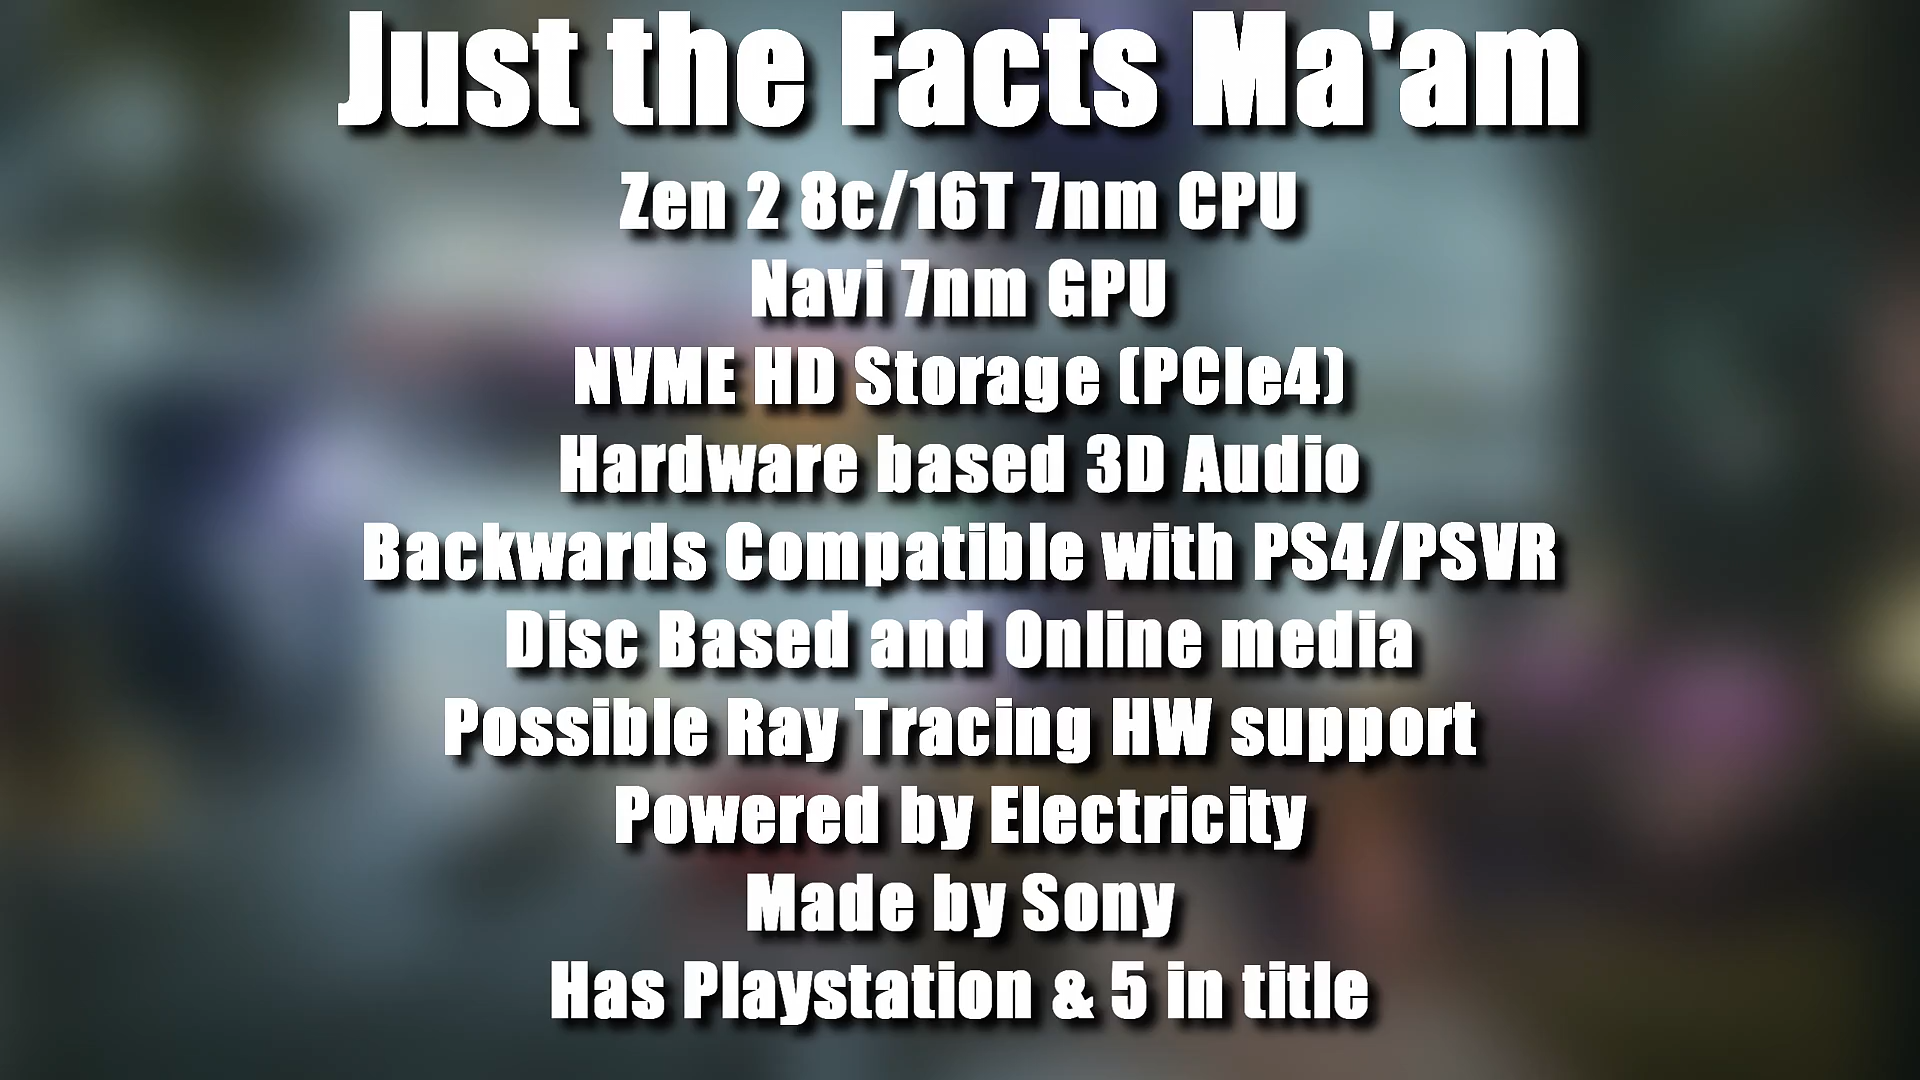 Just the Facts Ma'am
Zen 2 8c/16T 7nm CPU
Navi 7nm GPU
NVME HD Storage (PCIe4)
Hardware based 3D Audio
Backwards Compatible with PS4/PSVR
Disc Based and Online media
Possible Ray Tracing HW support
Powered by Electricity
Made by Sony
Has Playstation & 5 in title